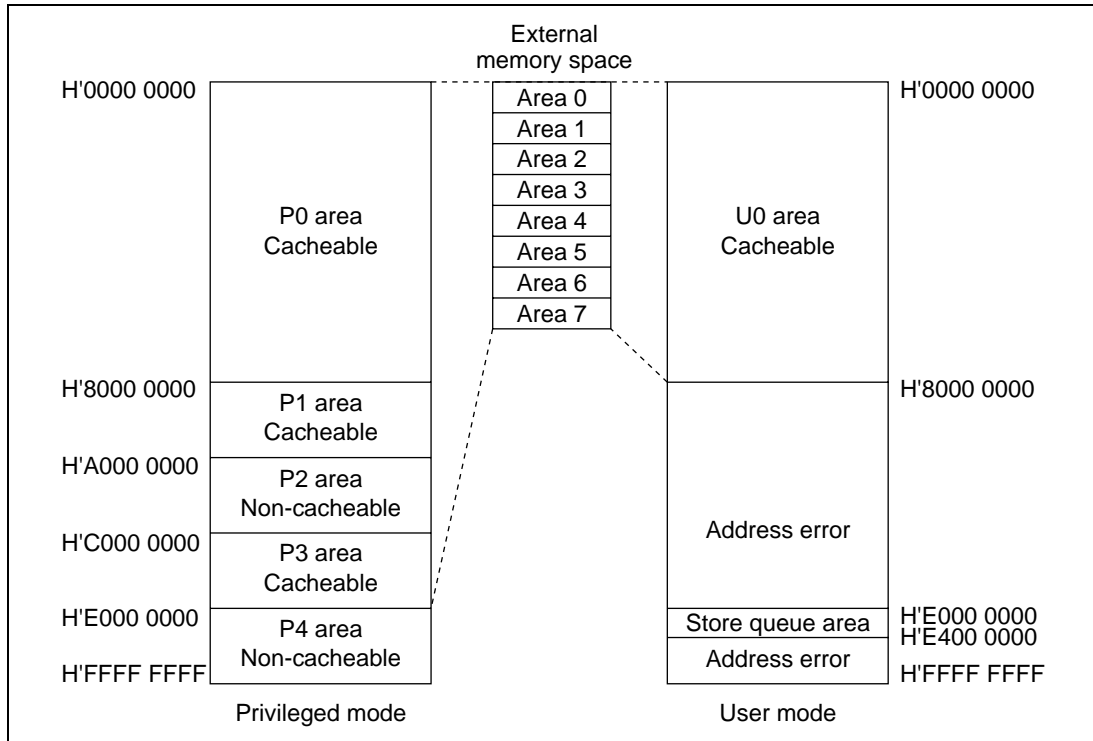 External
memory space
H'0000 0000
Area 0
Area 1
Area 2
Area 3
Area 4
Area 5
Area 6
Area 7
H'0000 0000
P0 area
Cacheable
U0 area
Cacheable
H'8000 0000
H'8000 0000
P1 area
Cacheable
H'A000 0000
P2 area
Non-cacheable
H'C000 0000
P3 area
Cacheable
Address error
H'E000 0000
H'E000 0000
P4 area
Non-cacheable
Store queue area
H'E400 0000
Address error
H'FFFF FFFF
H'FFFF FFFF
Privileged mode
User mode